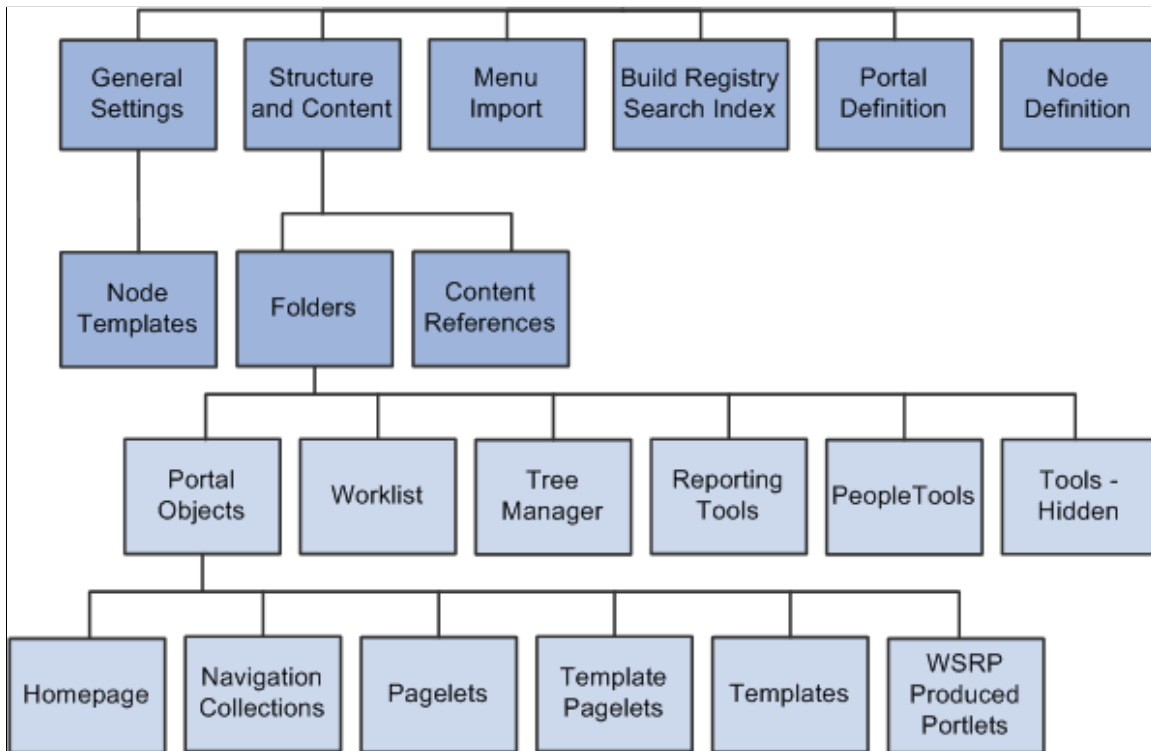 General
Settings
Structure
and Content
Menu
Import
Build Registry
Search Index
Portal
Definition
Node
Definition
Node
Templates
Folders
Content
References
Portal
Objects
Worklist
Tree
Manager
Reporting
Tools
PeopleTools
Tools -
Hidden
Homepage
Navigation
Collections
Pagelets
Template
Pagelets
Templates
WSRP
Produced
Portlets